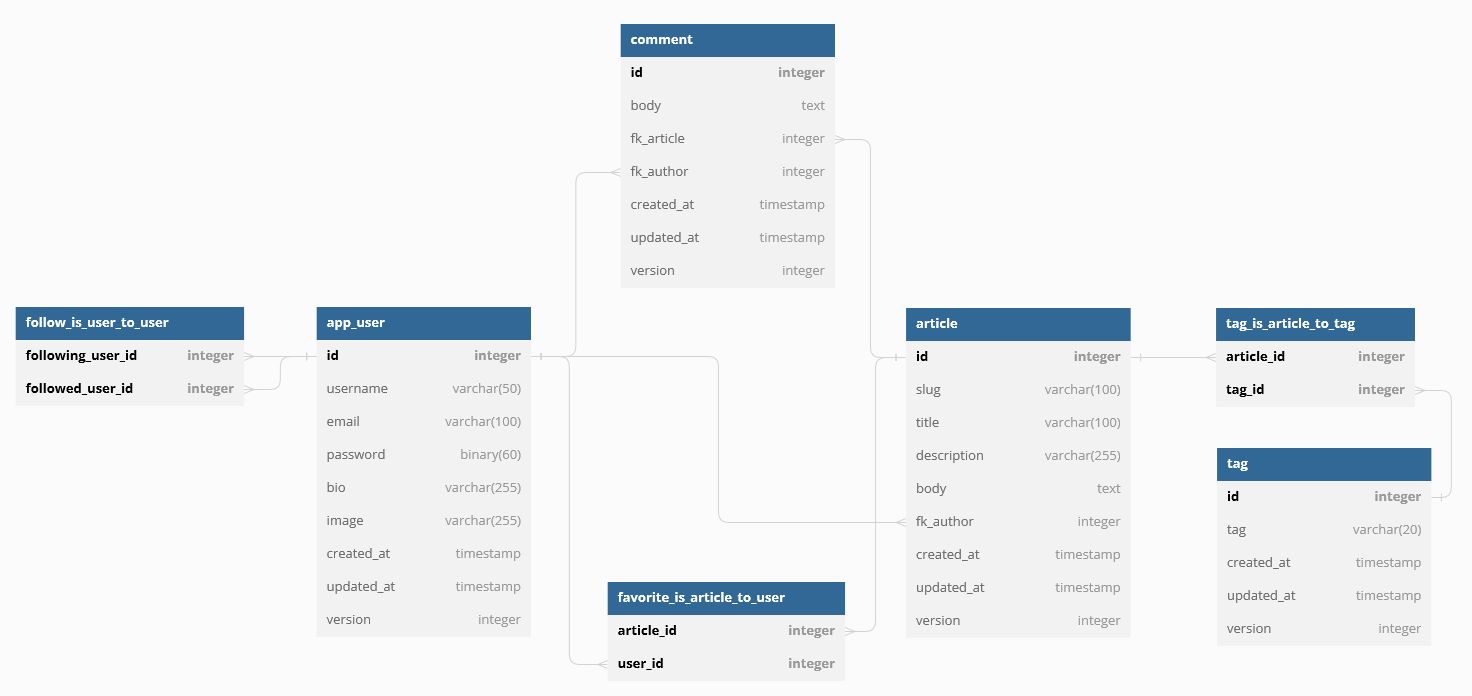 comment
id integer
body text
fk_article integer
fk_author integer
created_at timestamp
updated_at timestamp
version integer
follow_is_user_to_user
following_user_id integer
followed_user_id integer
app_user
id integer
username varchar(50)
email varchar(100)
password binary(60)
bio varchar(255)
image varchar(255)
created_at timestamp
updated_at timestamp
version integer
favorite_is_article_to_user
article_id integer
user_id integer
article
id integer
slug varchar(100)
title varchar(100)
description varchar(255)
body text
fk_author integer
created_at timestamp
updated_at timestamp
version integer
tag_is_article_to_tag
article_id integer
tag_id integer
tag
id integer
tag varchar(20)
created_at timestamp
updated_at timestamp
version integer